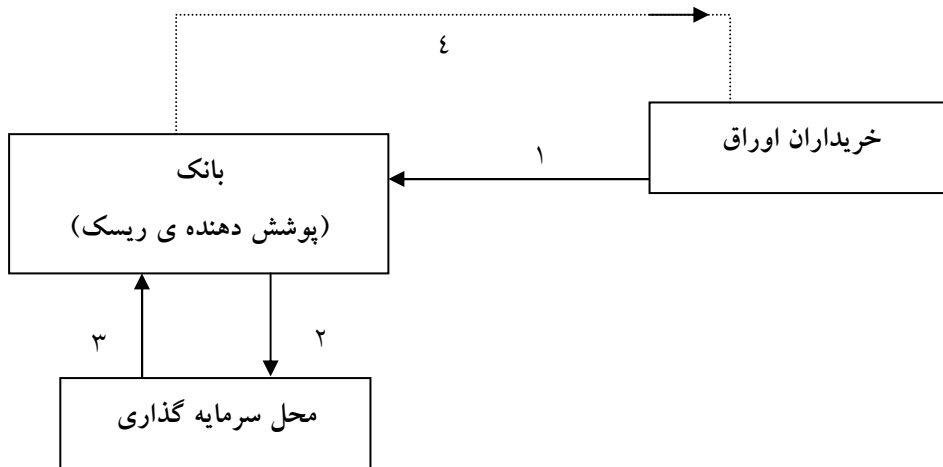 ٤
خریداران اوراق
١
بانک
(پوشش دهنده ی ریسک)
٣
٢
محل سرمایه گذاری